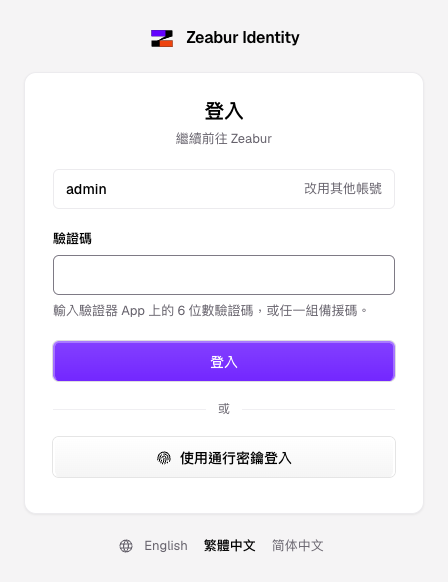 Zeabur Identity
登入
繼續前往 Zeabur
admin 改用其他帳號
驗證碼
輸入驗證器 App 上的 6 位數驗證碼，或任一組備援碼。
登入
或
使用通行密鑰登入
English 繁體中文 简体中文